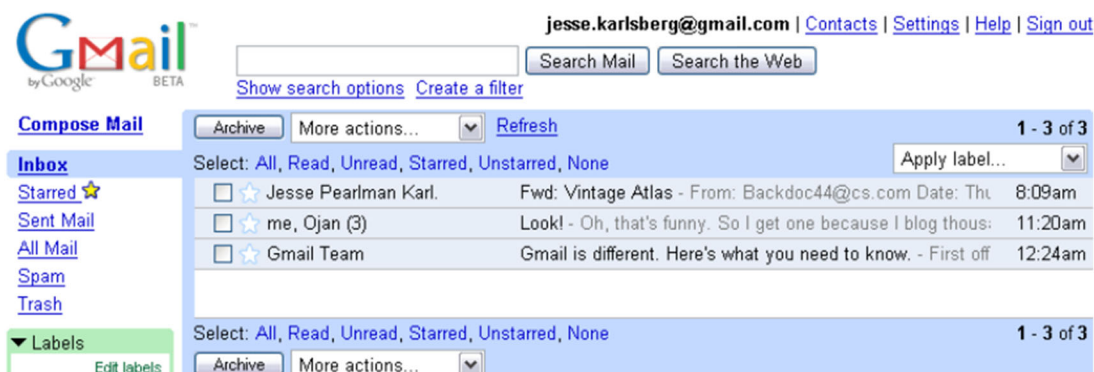 Gmail
by Google BETA
jesse.karlsberg@gmail.com | Contacts | Settings | Help | Sign out
Search Mail Search the Web
Show search options Create a filter
Compose Mail
Inbox
Starred
Sent Mail
All Mail
Spam
Trash
Labels
Edit labels
Archive More actions... Refresh 1 - 3 of 3
Select: All, Read, Unread, Starred, Unstarred, None Apply label...
Jesse Pearlman Karl. Fwd: Vintage Atlas - From: Backdoc44@cs.com Date: Thu 8:09am
me, Ojan (3) Look! - Oh, that's funny. So I get one because I blog thous 11:20am
Gmail Team Gmail is different. Here's what you need to know. - First off 12:24am
Select: All, Read, Unread, Starred, Unstarred, None 1 - 3 of 3
Archive More actions...